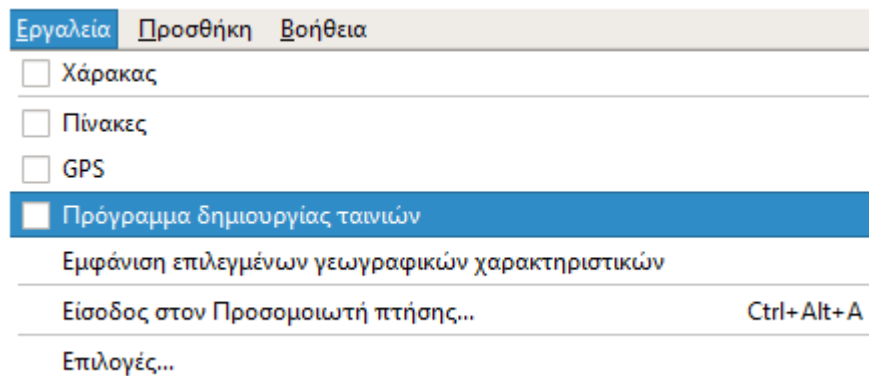 Εργαλεία Προσθήκη Βοήθεια
Χάρακας
Πίνακες
GPS
Πρόγραμμα δημιουργίας ταινιών
Εμφάνιση επιλεγμένων γεωγραφικών χαρακτηριστικών
Είσοδος στον Προσομοιωτή πτήσης... Ctrl+Alt+A
Επιλογές...